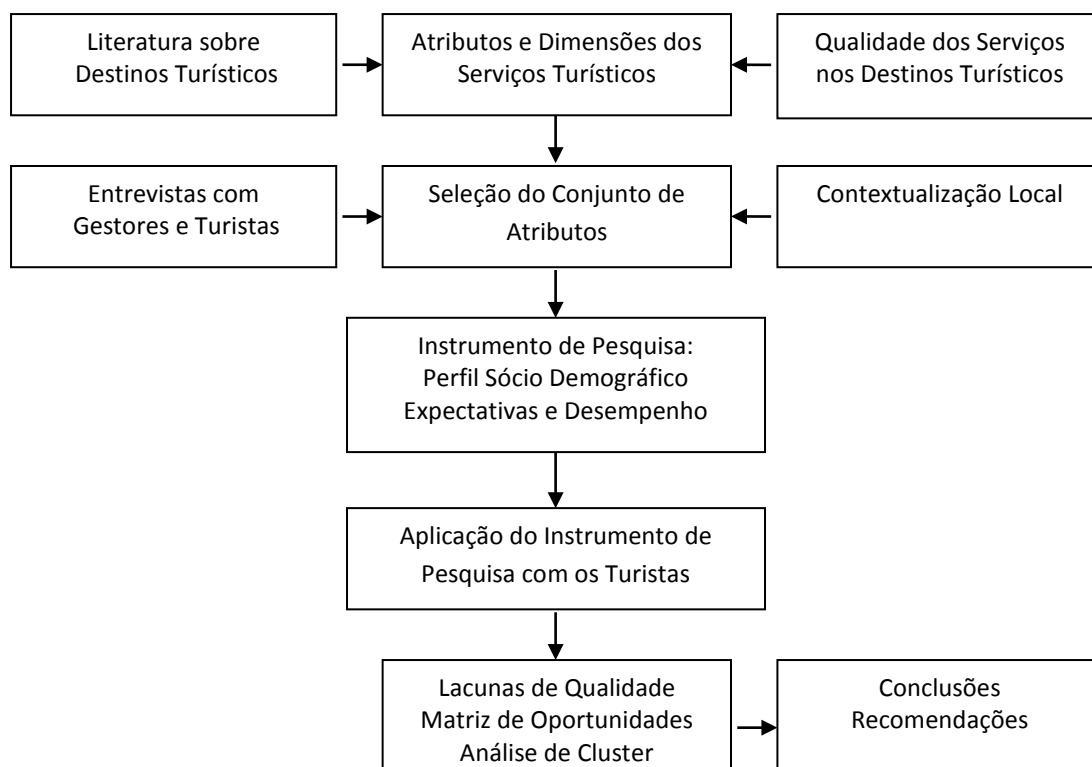 Literatura sobre
Destinos Turísticos
Atributos e Dimensões dos
Serviços Turísticos
Qualidade dos Serviços
nos Destinos Turísticos
Entrevistas com
Gestores e Turistas
Seleção do Conjunto de
Atributos
Contextualização Local
Instrumento de Pesquisa:
Perfil Sócio Demográfico
Expectativas e Desempenho
Aplicação do Instrumento de
Pesquisa com os Turistas
Lacunas de Qualidade
Matriz de Oportunidades
Análise de Cluster
Conclusões
Recomendações